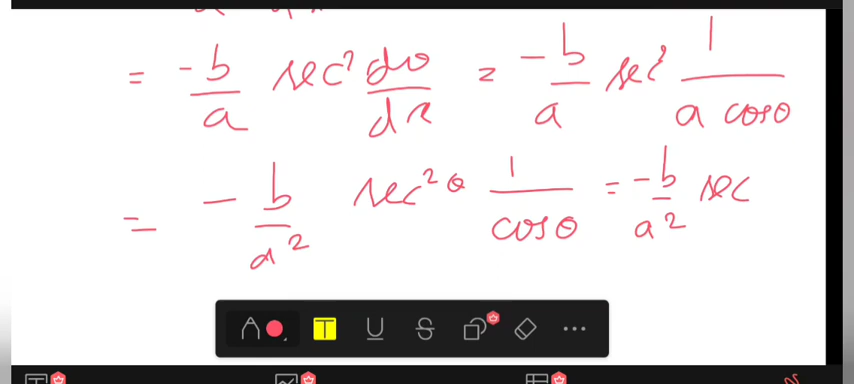 = -b/a sec² dθ/dx = -b/a sec² 1/(a cosθ)
= -b/a² sec²θ 1/cosθ = -b/a² sec
T U S